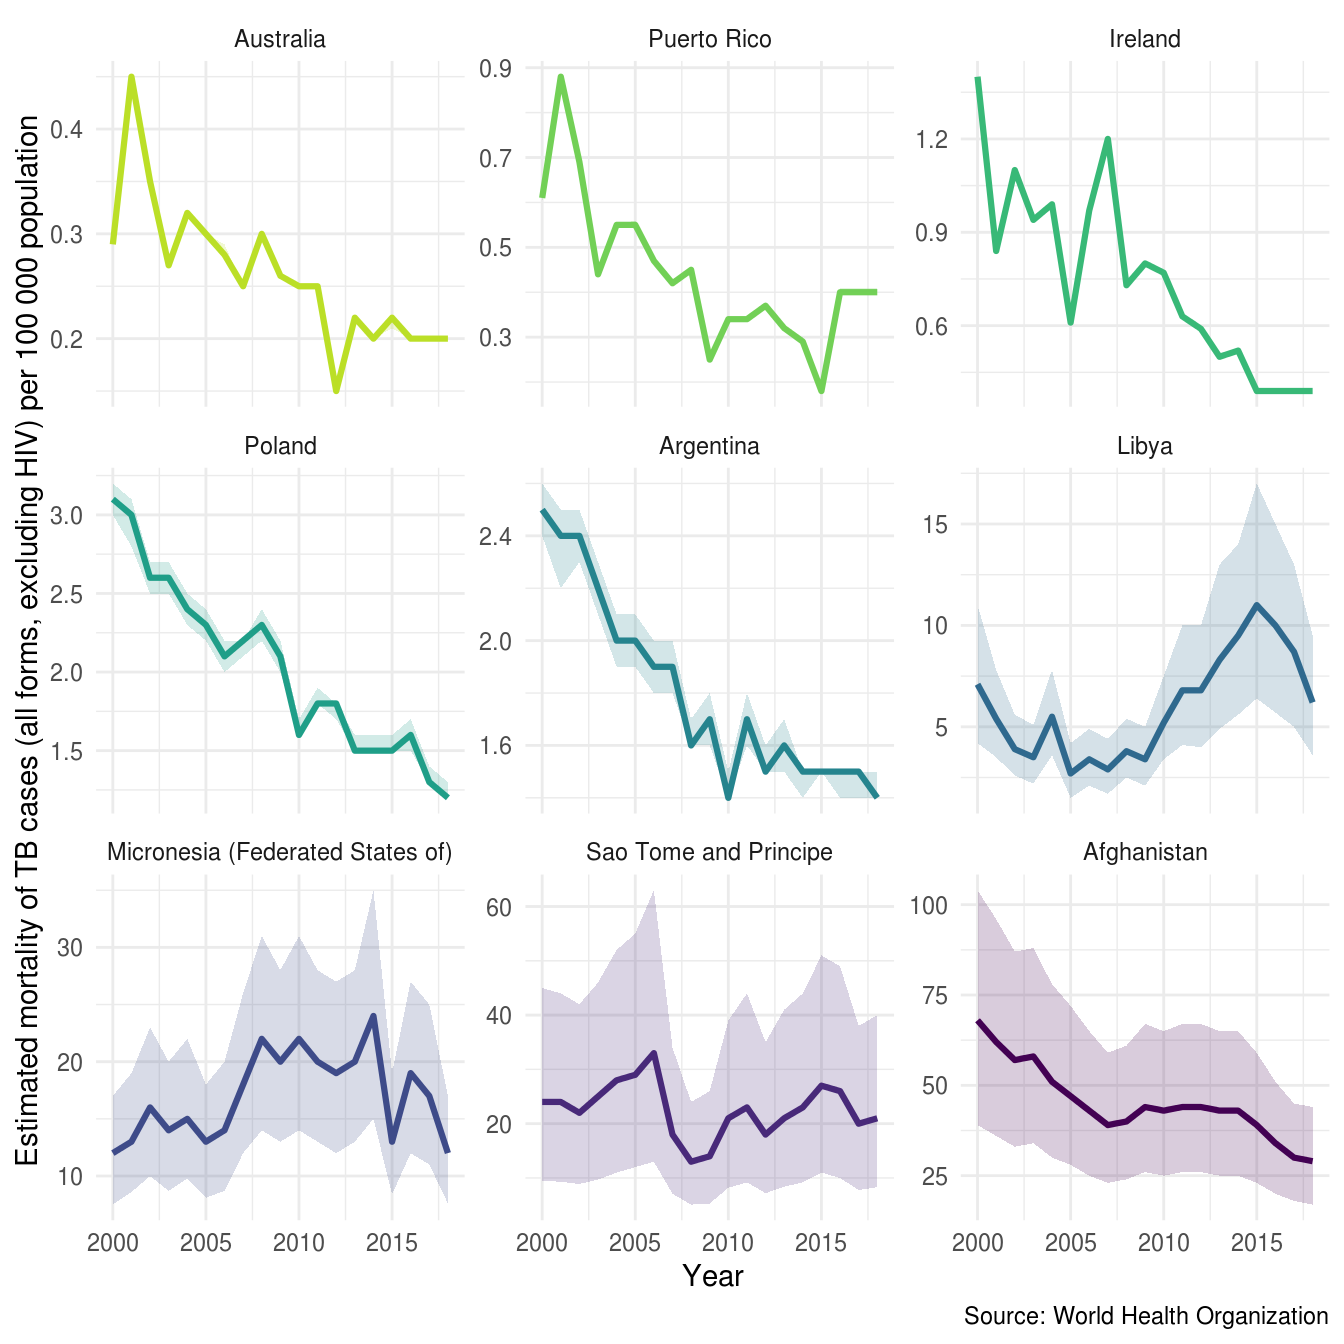 Australia
Puerto Rico
Ireland
0.4
0.3
0.2
0.9
0.7
0.5
0.3
1.2
0.9
0.6
Poland
Argentina
Libya
3.0
2.5
2.0
1.5
2.4
2.0
1.6
15
10
5
Micronesia (Federated States of)
Sao Tome and Principe
Afghanistan
30
20
10
60
40
20
100
75
50
25
2000 2005 2010 2015
2000 2005 2010 2015
2000 2005 2010 2015
Estimated mortality of TB cases (all forms, excluding HIV) per 100 000 population
Year
Source: World Health Organization